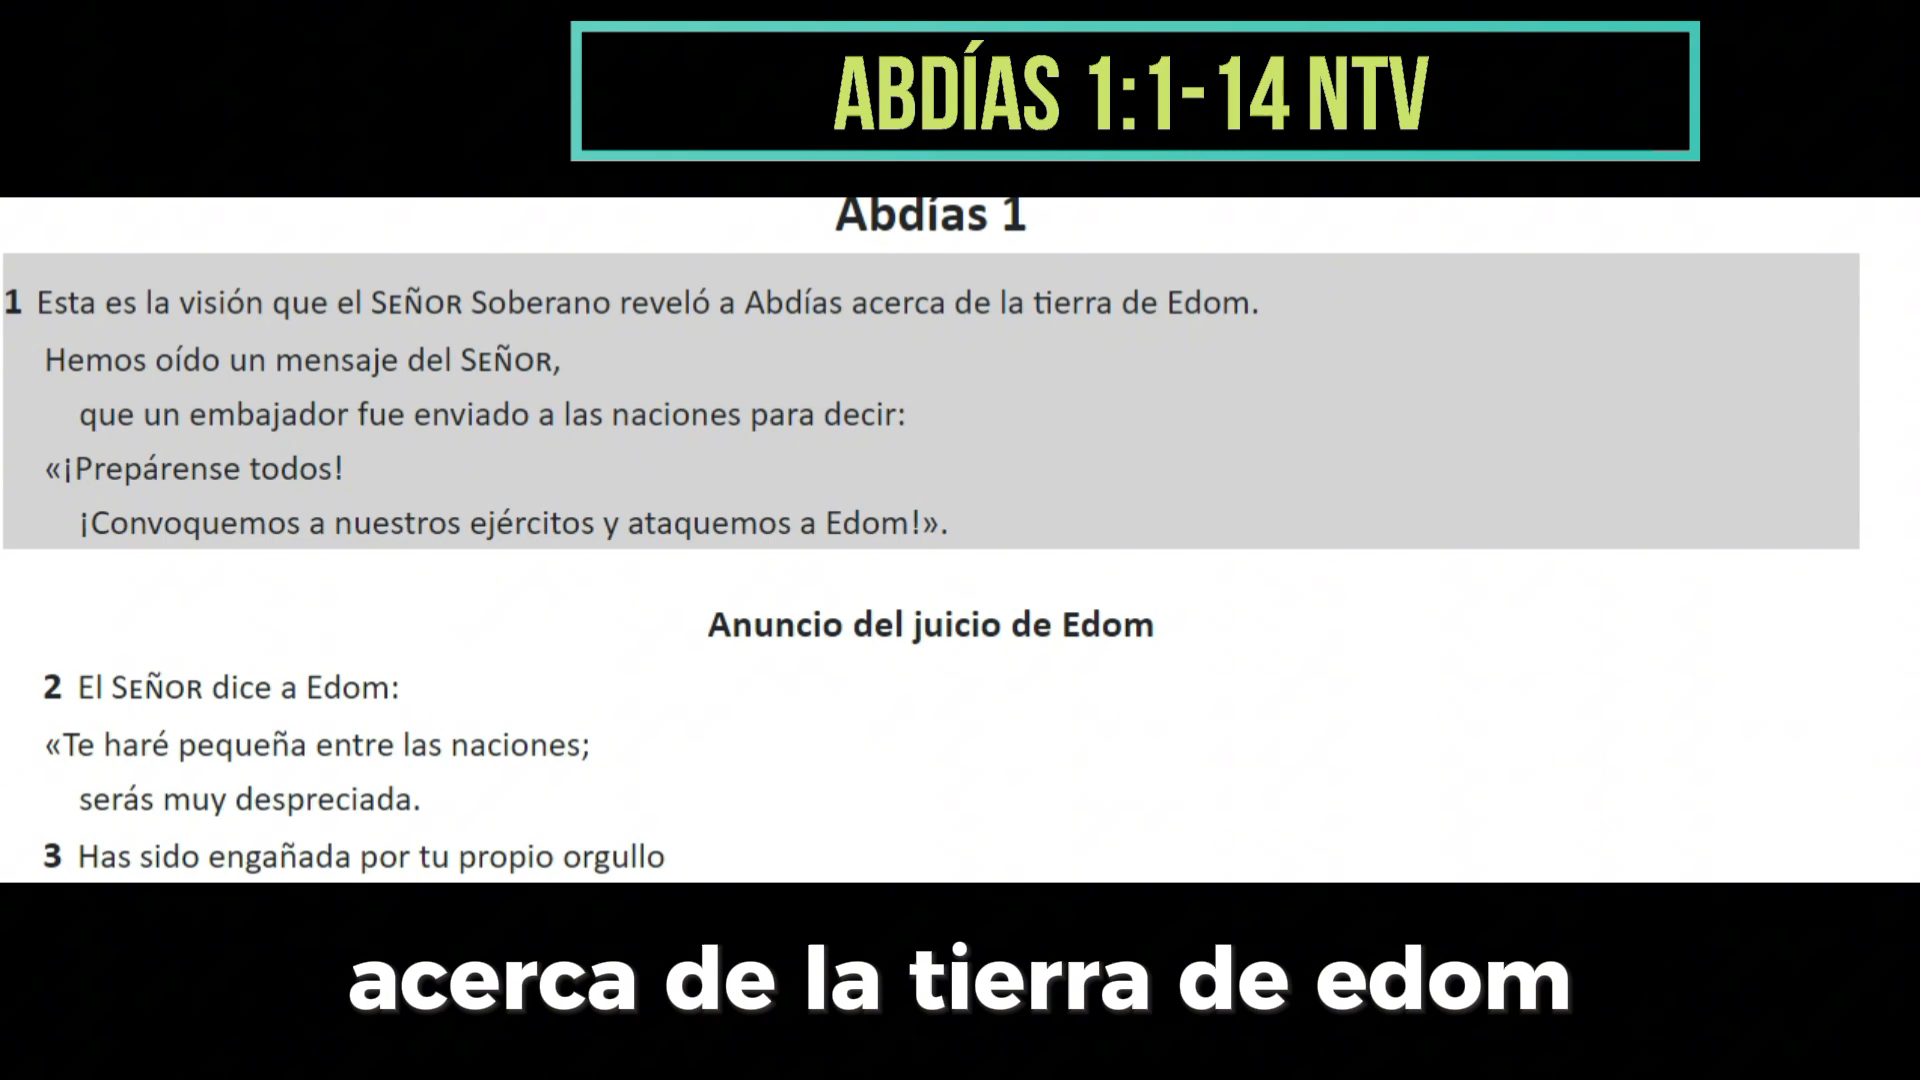 ABDÍAS 1:1-14 NTV
Abdías 1
1 Esta es la visión que el SEÑOR Soberano reveló a Abdías acerca de la tierra de Edom.
Hemos oído un mensaje del SEÑOR,
que un embajador fue enviado a las naciones para decir:
«¡Prepárense todos!
¡Convoquemos a nuestros ejércitos y ataquemos a Edom!».
Anuncio del juicio de Edom
2 El SEÑOR dice a Edom:
«Te haré pequeña entre las naciones;
serás muy despreciada.
3 Has sido engañada por tu propio orgullo
acerca de la tierra de edom